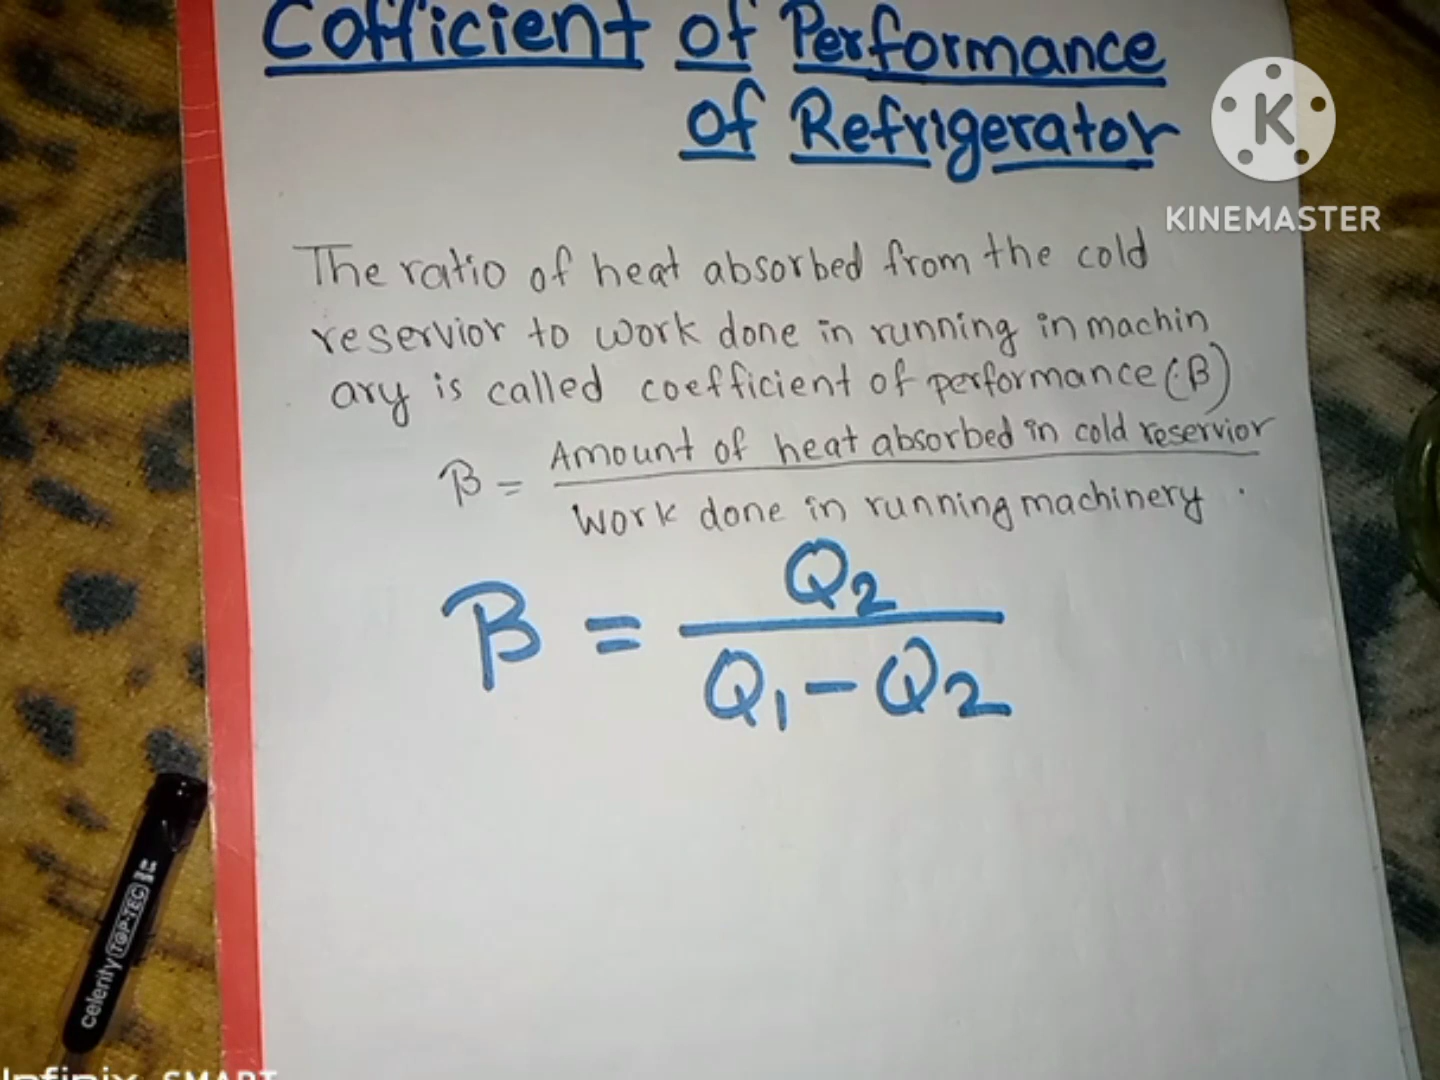 Cofficient of Performance
of Refrigerator
K
KINEMASTER
The ratio of heat absorbed from the cold
reservior to work done in running in machin
ary is called coefficient of performance (:β)
β = Amount of heat absorbed in cold reservior
work done in running machinery .
β = Q2
Q1 - Q2
celerity TOP-TEC
Infinix SMART